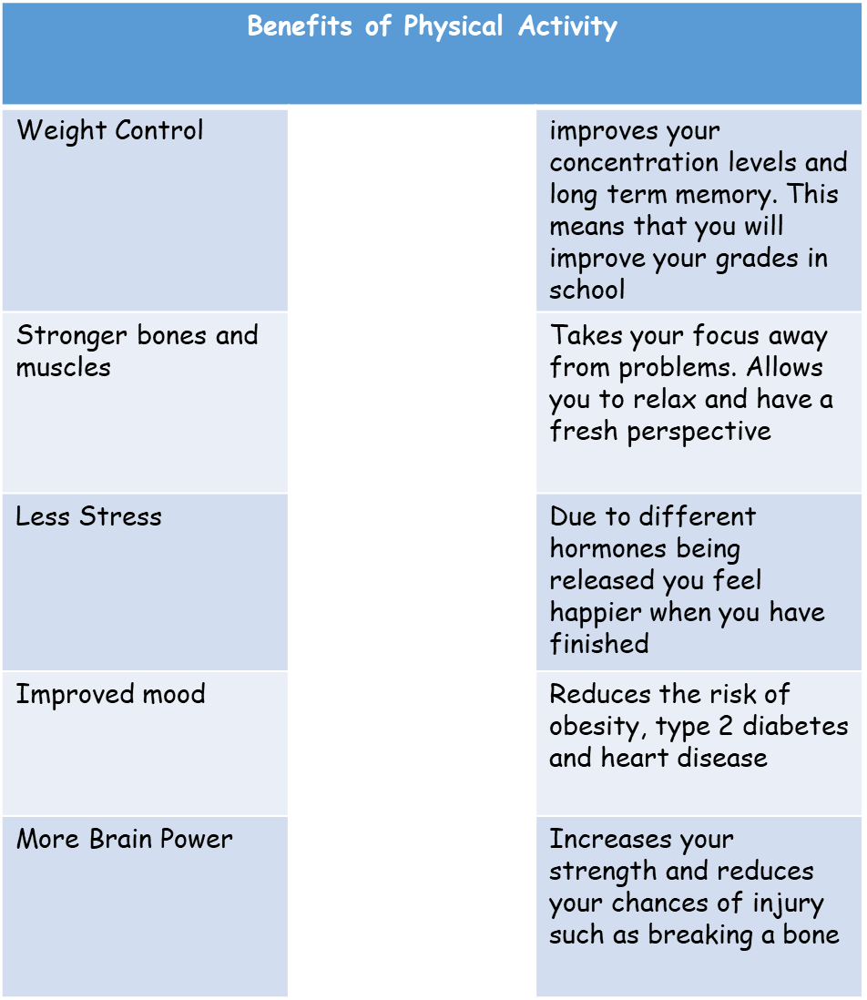 Benefits of Physical Activity
Weight Control
improves your
concentration levels and
long term memory. This
means that you will
improve your grades in
school
Stronger bones and
muscles
Takes your focus away
from problems. Allows
you to relax and have a
fresh perspective
Less Stress
Due to different
hormones being
released you feel
happier when you have
finished
Improved mood
Reduces the risk of
obesity, type 2 diabetes
and heart disease
More Brain Power
Increases your
strength and reduces
your chances of injury
such as breaking a bone